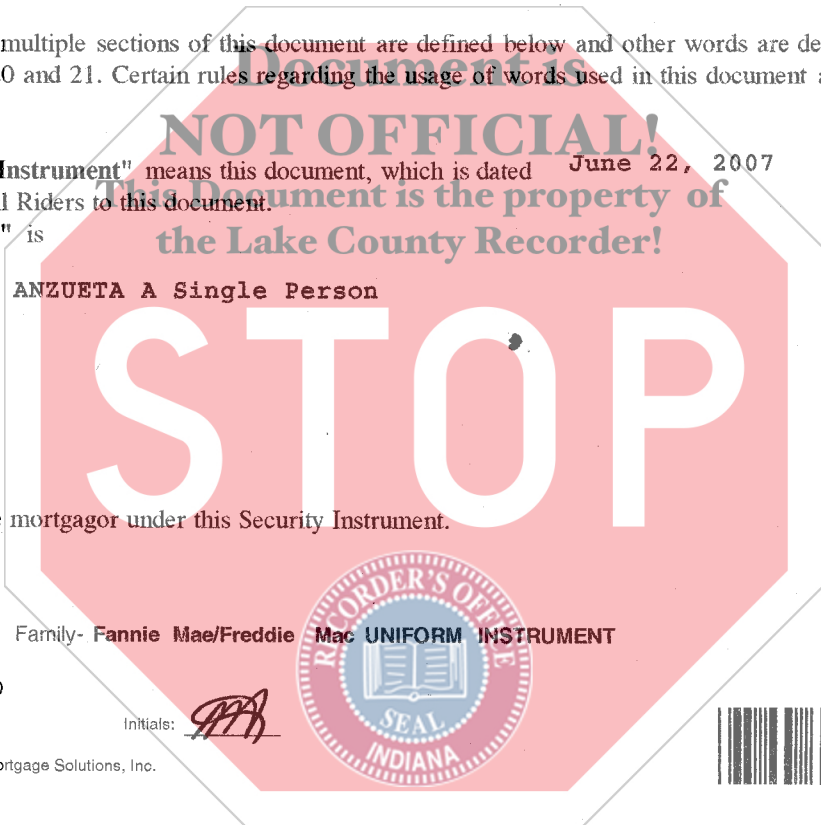 multiple sections of this document are defined below and other words are de
0 and 21. Certain rules regarding the usage of words used in this document a
Document is
NOT OFFICIAL!
Instrument" means this document, which is dated June 22, 2007
This Document is the property of
l Riders to this document.
" is
the Lake County Recorder!
ANZUETA A Single Person
STOP
mortgagor under this Security Instrument.
RECORDER'S OFFICE
SEAL
INDIANA
Family- Fannie Mae/Freddie Mac UNIFORM INSTRUMENT
Initials:
ortgage Solutions, Inc.